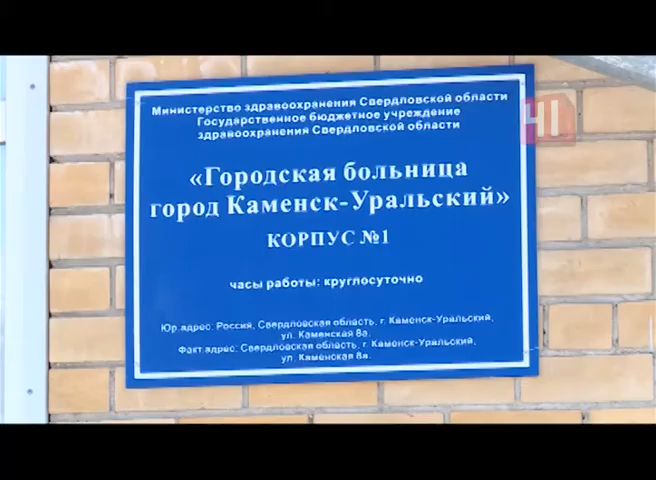 Министерство здравоохранения Свердловской области
Государственное бюджетное учреждение
здравоохранения Свердловской области
«Городская больница
город Каменск-Уральский»
КОРПУС №1
часы работы: круглосуточно
Юр.адрес: Россия, Свердловская область, г. Каменск-Уральский,
ул. Каменская 8а.
Факт.адрес: Свердловская область, г. Каменск-Уральский,
ул. Каменская 8а.
41